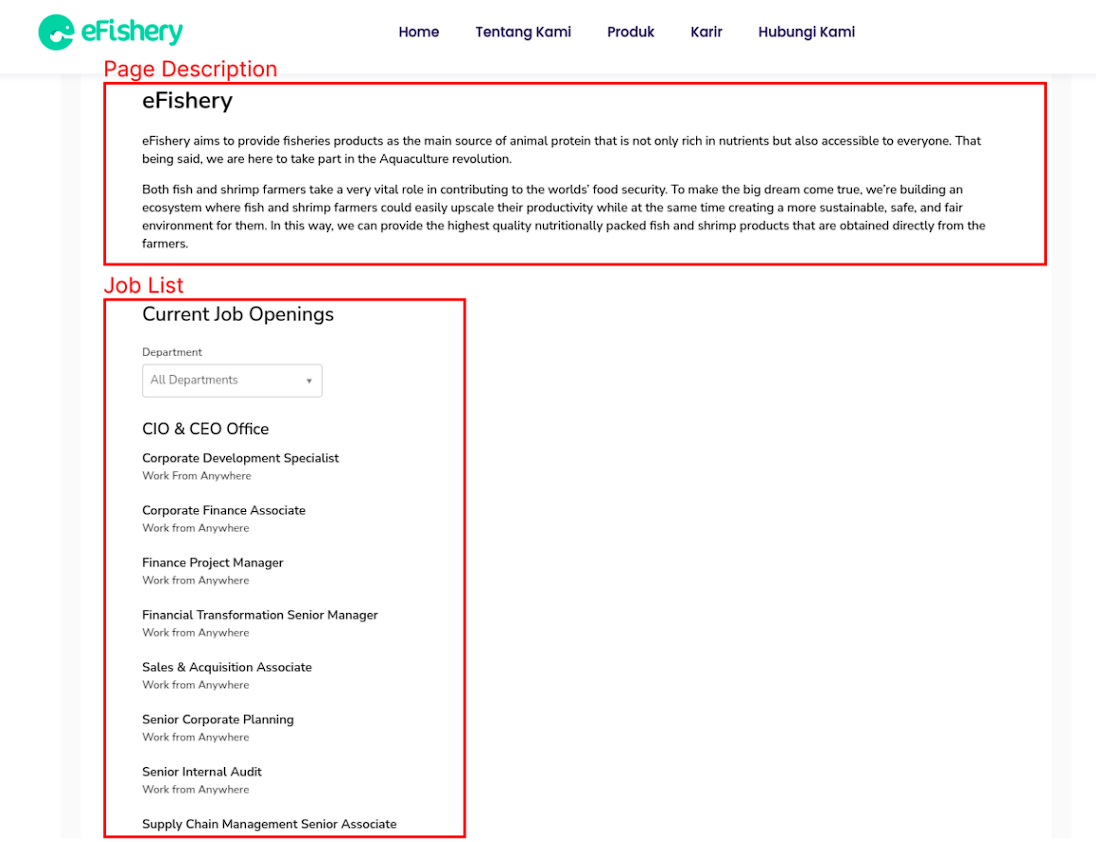 eFishery
Home Tentang Kami Produk Karir Hubungi Kami
Page Description
eFishery
eFishery aims to provide fisheries products as the main source of animal protein that is not only rich in nutrients but also accessible to everyone. That
being said, we are here to take part in the Aquaculture revolution.
Both fish and shrimp farmers take a very vital role in contributing to the worlds’ food security. To make the big dream come true, we’re building an
ecosystem where fish and shrimp farmers could easily upscale their productivity while at the same time creating a more sustainable, safe, and fair
environment for them. In this way, we can provide the highest quality nutritionally packed fish and shrimp products that are obtained directly from the
farmers.
Job List
Current Job Openings
Department
All Departments
CIO & CEO Office
Corporate Development Specialist
Work From Anywhere
Corporate Finance Associate
Work from Anywhere
Finance Project Manager
Work from Anywhere
Financial Transformation Senior Manager
Work from Anywhere
Sales & Acquisition Associate
Work from Anywhere
Senior Corporate Planning
Work from Anywhere
Senior Internal Audit
Work from Anywhere
Supply Chain Management Senior Associate